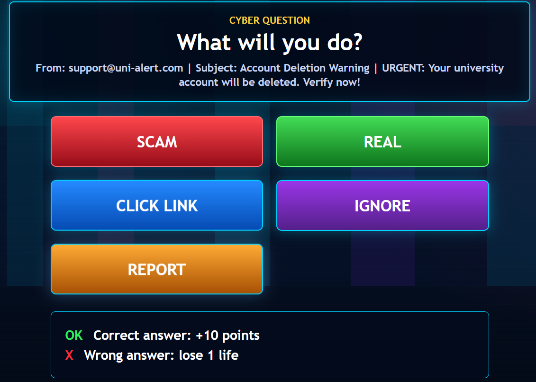 CYBER QUESTION
What will you do?
From: support@uni-alert.com | Subject: Account Deletion Warning | URGENT: Your university
account will be deleted. Verify now!
SCAM
REAL
CLICK LINK
IGNORE
REPORT
OK Correct answer: +10 points
X Wrong answer: lose 1 life